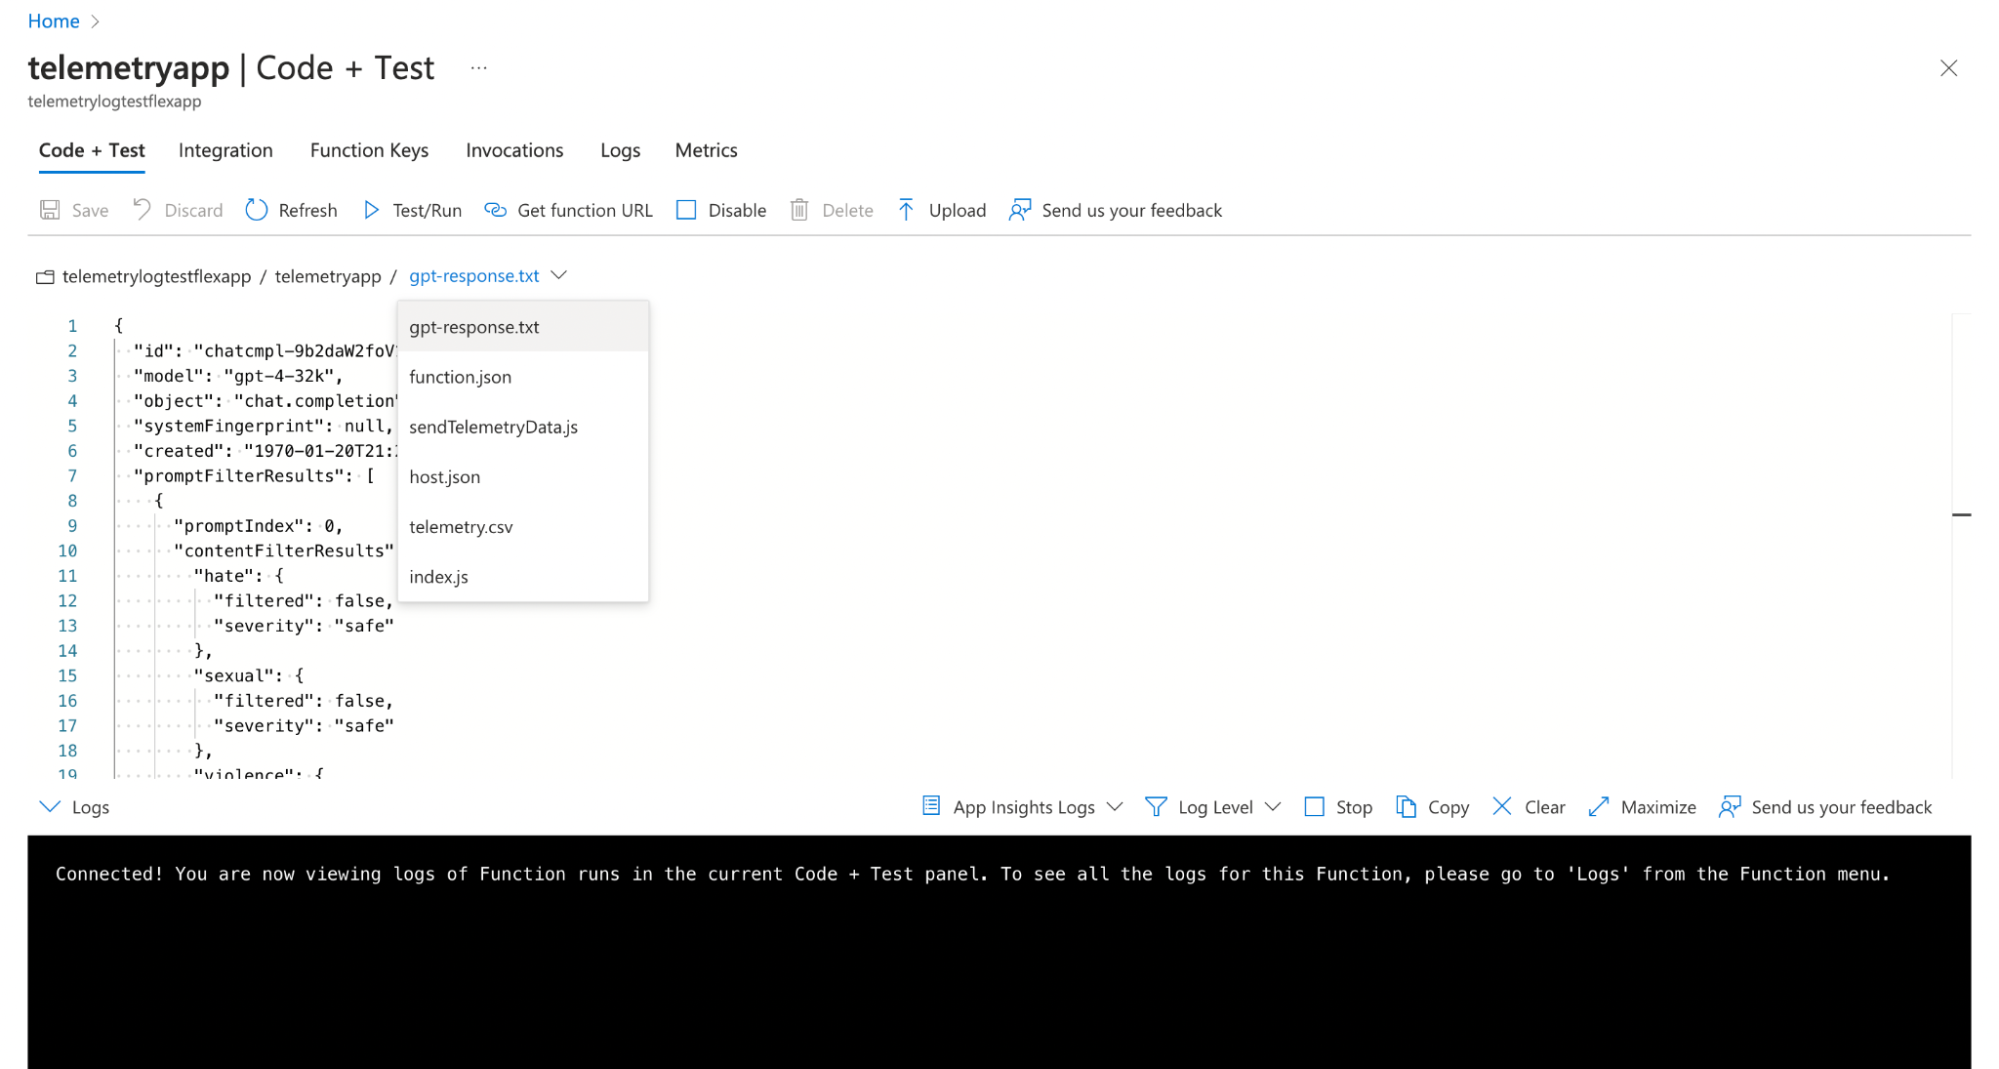 Home
telemetryapp | Code + Test ...
telemetrylogtestflexapp
Code + Test Integration Function Keys Invocations Logs Metrics
Save Discard Refresh Test/Run Get function URL Disable Delete Upload Send us your feedback
telemetrylogtestflexapp / telemetryapp / gpt-response.txt
gpt-response.txt
function.json
sendTelemetryData.js
host.json
telemetry.csv
index.js
1 {
2 "id": "chatcmpl-9b2daW2foV
3 "model": "gpt-4-32k",
4 "object": "chat.completion"
5 "systemFingerprint": null,
6 "created": "1970-01-20T21:
7 "promptFilterResults": [
8 {
9 "promptIndex": 0,
10 "contentFilterResults"
11 "hate": {
12 "filtered": false,
13 "severity": "safe"
14 },
15 "sexual": {
16 "filtered": false,
17 "severity": "safe"
18 },
19 "violence": {
Logs App Insights Logs Log Level Stop Copy Clear Maximize Send us your feedback
Connected! You are now viewing logs of Function runs in the current Code + Test panel. To see all the logs for this Function, please go to 'Logs' from the Function menu.